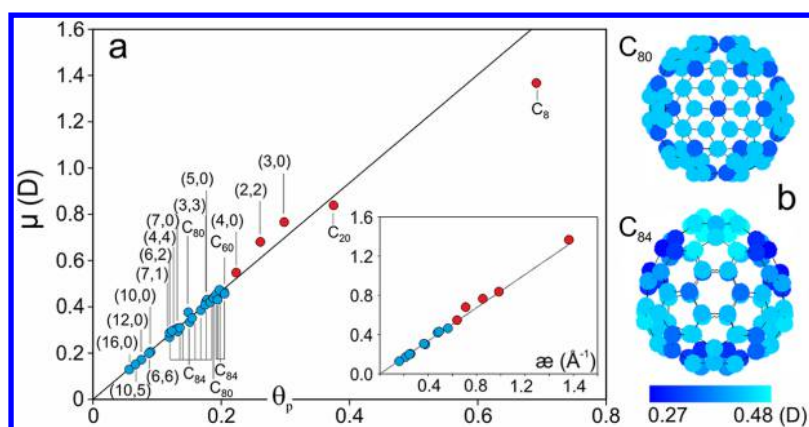 a
μ (D)
1.6
1.4
1.2
1.0
0.8
0.6
0.4
0.2
0
0
0.2
0.4
0.6
0.8
θp
C8
(3,0)
(5,0)
(2,2)
(7,0)
(3,3)
(4,0)
C20
(4,4)
C80
C60
(6,2)
(7,1)
(10,0)
(12,0)
(16,0)
(10,5)
(6,6)
C84
C84
C80
1.6
1.2
0.8
0.4
0.0
0.4
0.8
1.4
æ (Å-1)
C80
b
C84
0.27
0.48 (D)